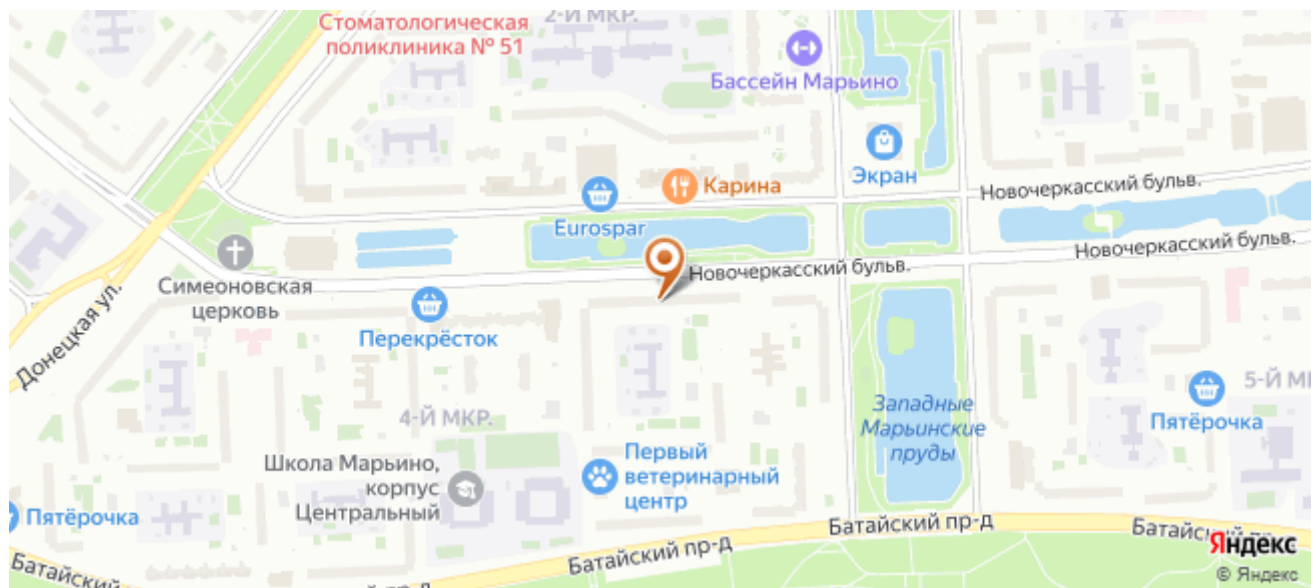 2-Й МКР.
Стоматологическая
поликлиника № 51
Бассейн Марьино
Экран
Карина
Новочеркасский бульв.
Eurospar
Новочеркасский бульв.
Новочеркасский бульв.
Симеоновская
церковь
Донецкая ул.
Перекрёсток
4-Й МКР.
Западные
Марьинские
пруды
5-Й М
Пятёрочка
Первый
ветеринарный
центр
Школа Марьино,
корпус
Центральный
Пятёрочка
Батайский пр-д
Батайский
Батайский пр-д
Батайский
пр-д
Яндекс
© Яндекс